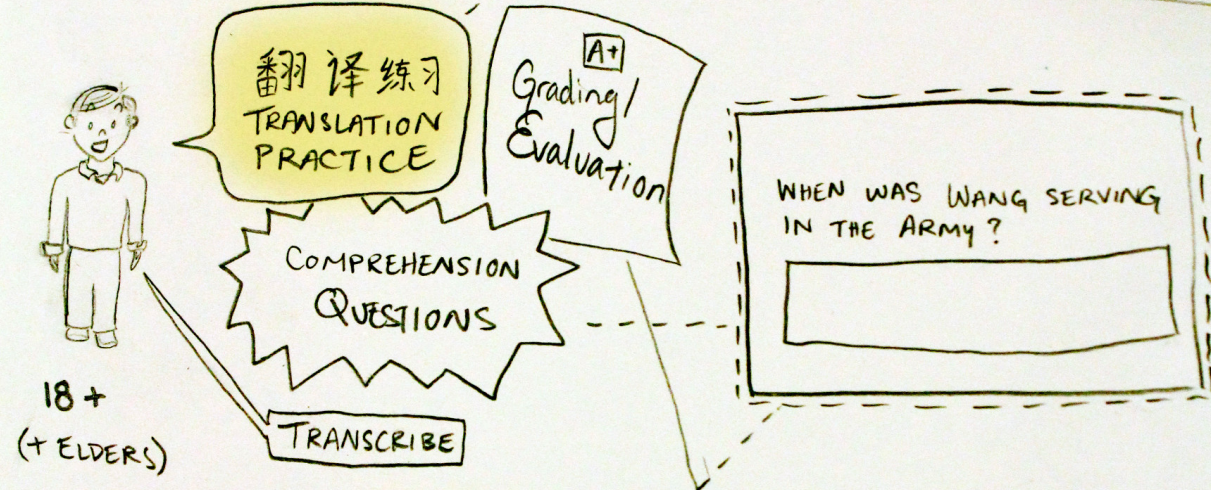 翻译练习
TRANSLATION
PRACTICE
A+
Grading/
Evaluation
COMPREHENSION
QUESTIONS
TRANSCRIBE
18+
(+ ELDERS)
WHEN WAS WANG SERVING
IN THE ARMY?